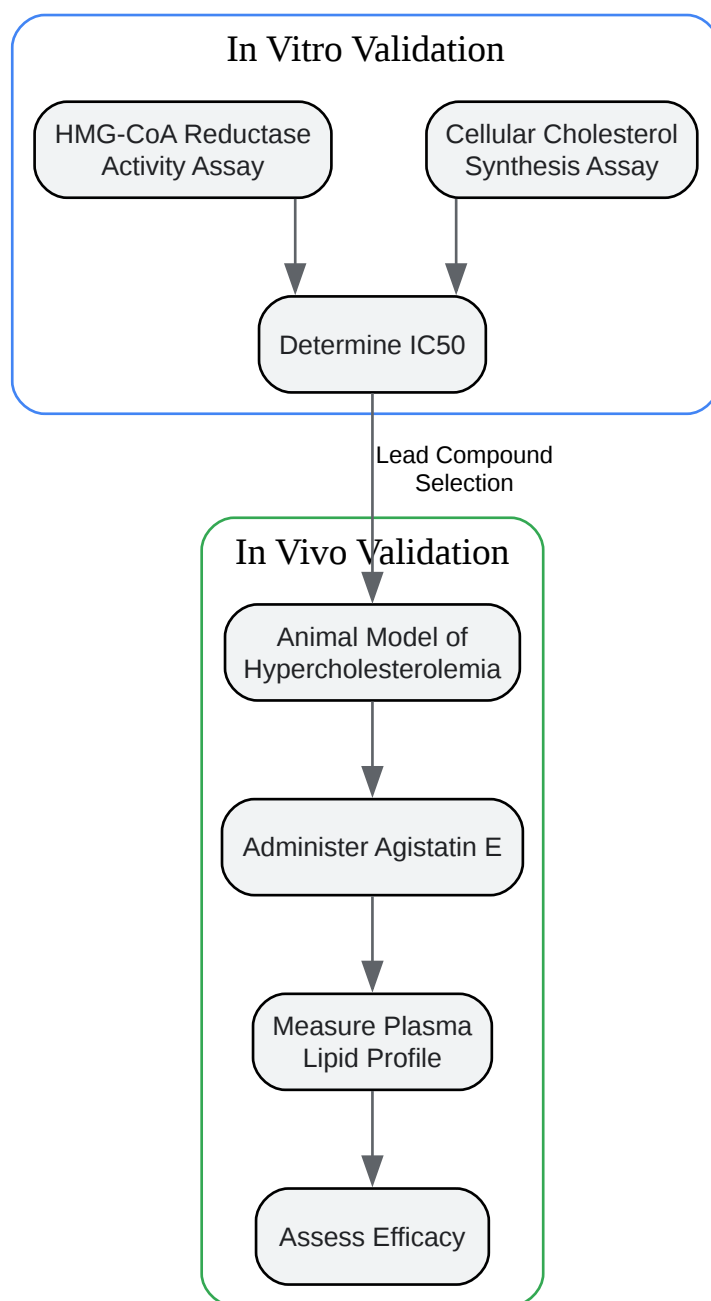 In Vitro Validation
HMG-CoA Reductase
Activity Assay
Cellular Cholesterol
Synthesis Assay
Determine IC50
Lead Compound
Selection
In Vivo Validation
Animal Model of
Hypercholesterolemia
Administer Agistatin E
Measure Plasma
Lipid Profile
Assess Efficacy